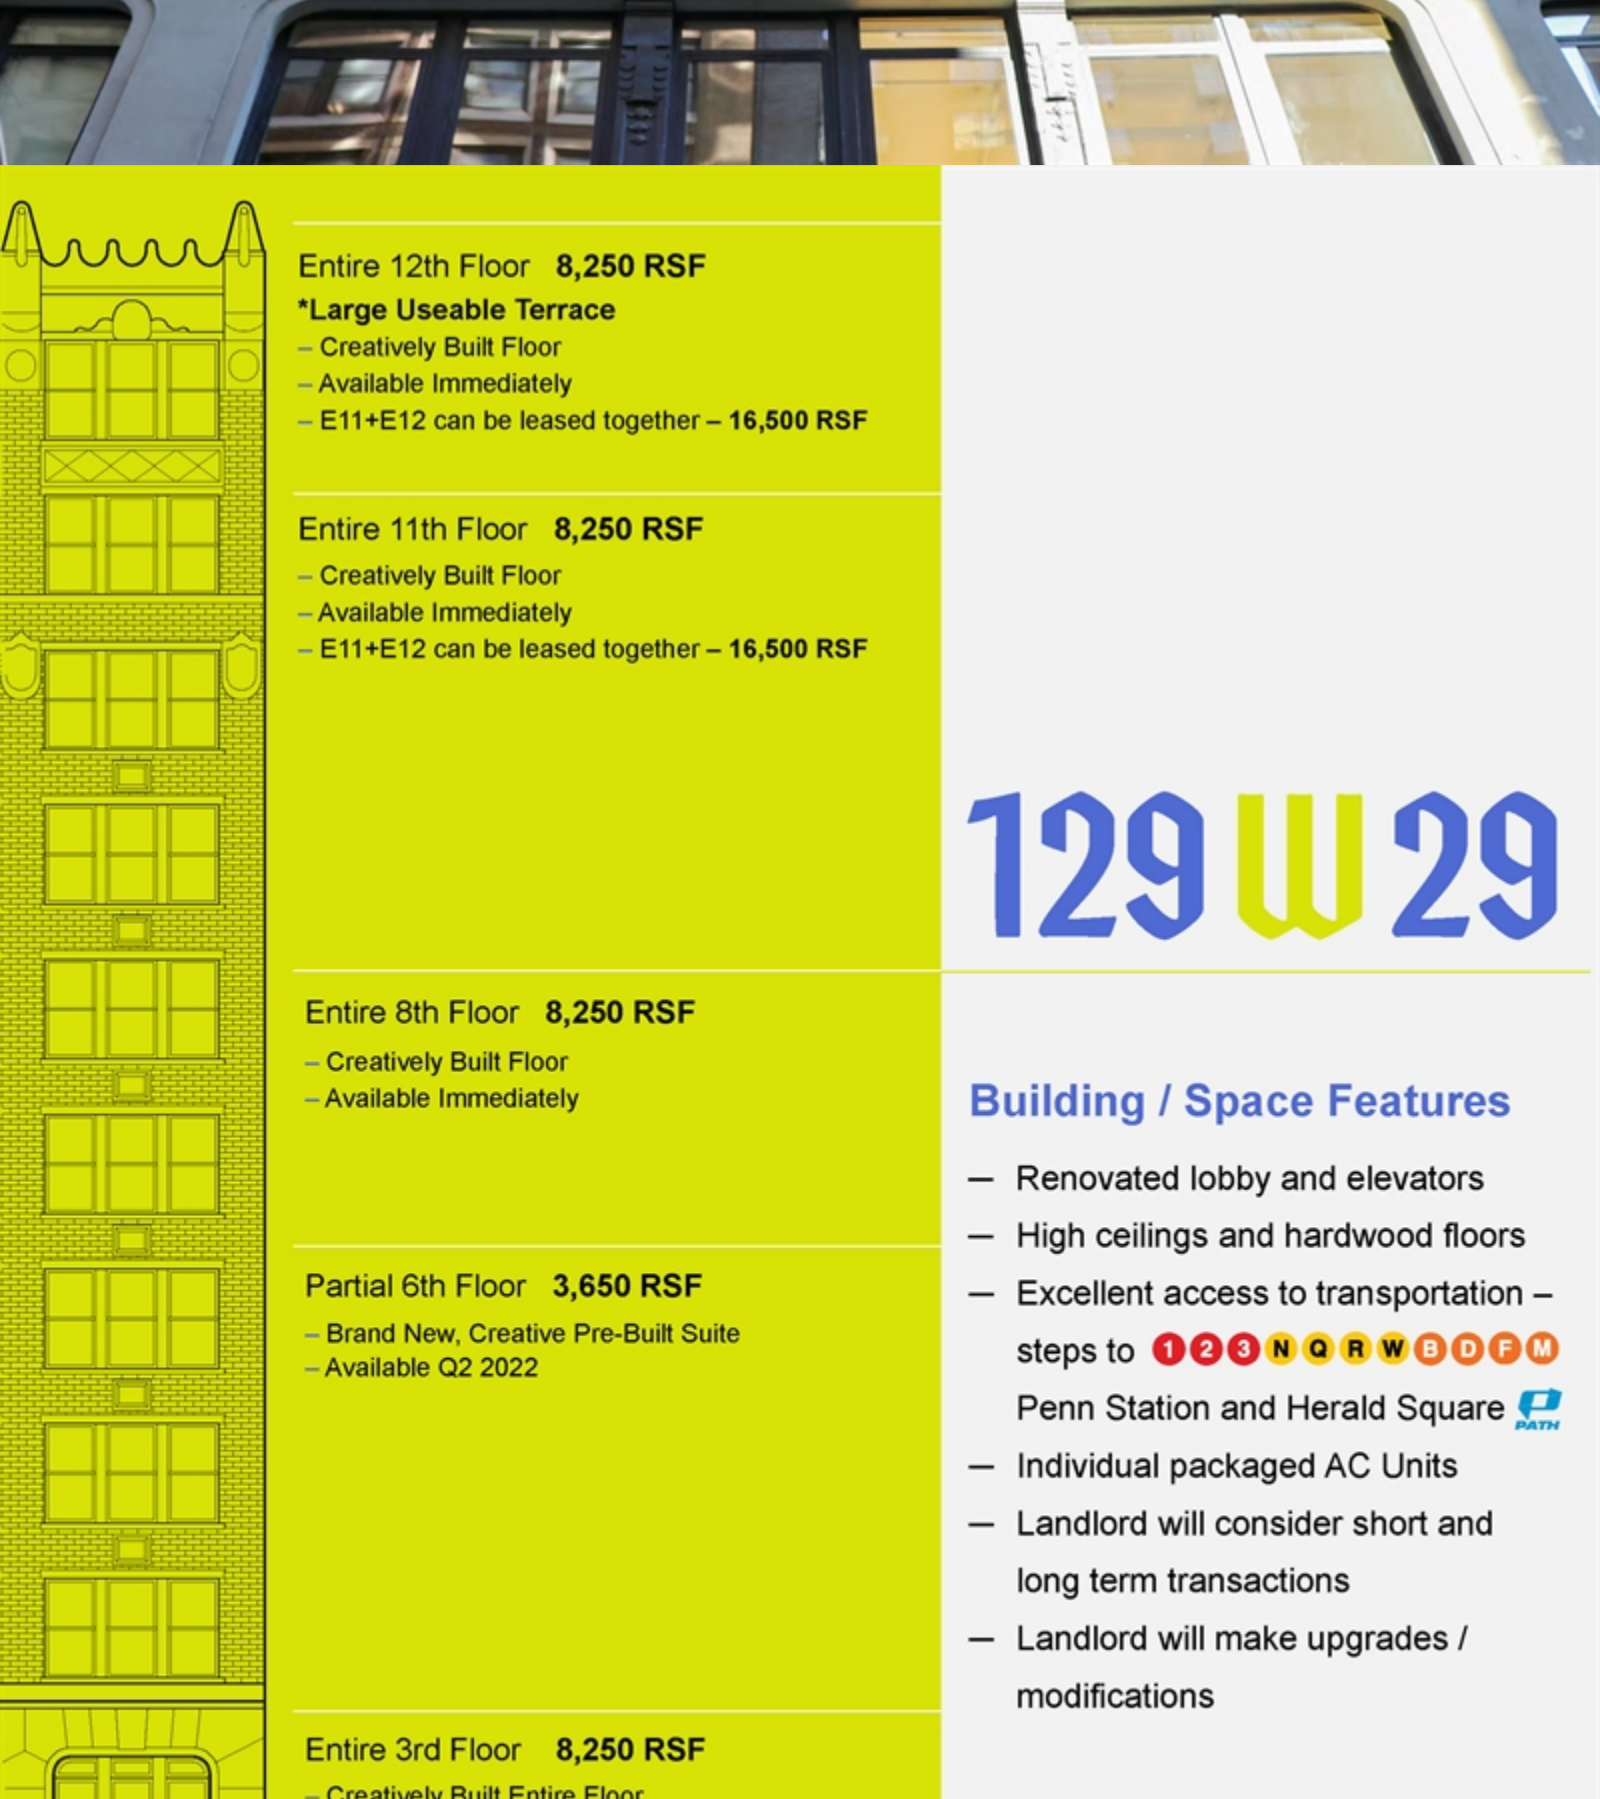 Entire 12th Floor 8,250 RSF
*Large Useable Terrace
– Creatively Built Floor
– Available Immediately
– E11+E12 can be leased together – 16,500 RSF
Entire 11th Floor 8,250 RSF
– Creatively Built Floor
– Available Immediately
– E11+E12 can be leased together – 16,500 RSF
Entire 8th Floor 8,250 RSF
– Creatively Built Floor
– Available Immediately
Partial 6th Floor 3,650 RSF
– Brand New, Creative Pre-Built Suite
– Available Q2 2022
Entire 3rd Floor 8,250 RSF
– Creatively Built Entire Floor
129 W 29
Building / Space Features
— Renovated lobby and elevators
— High ceilings and hardwood floors
— Excellent access to transportation –
steps to 1 2 3 N Q R W B D F M
Penn Station and Herald Square PATH
— Individual packaged AC Units
— Landlord will consider short and
long term transactions
— Landlord will make upgrades /
modifications